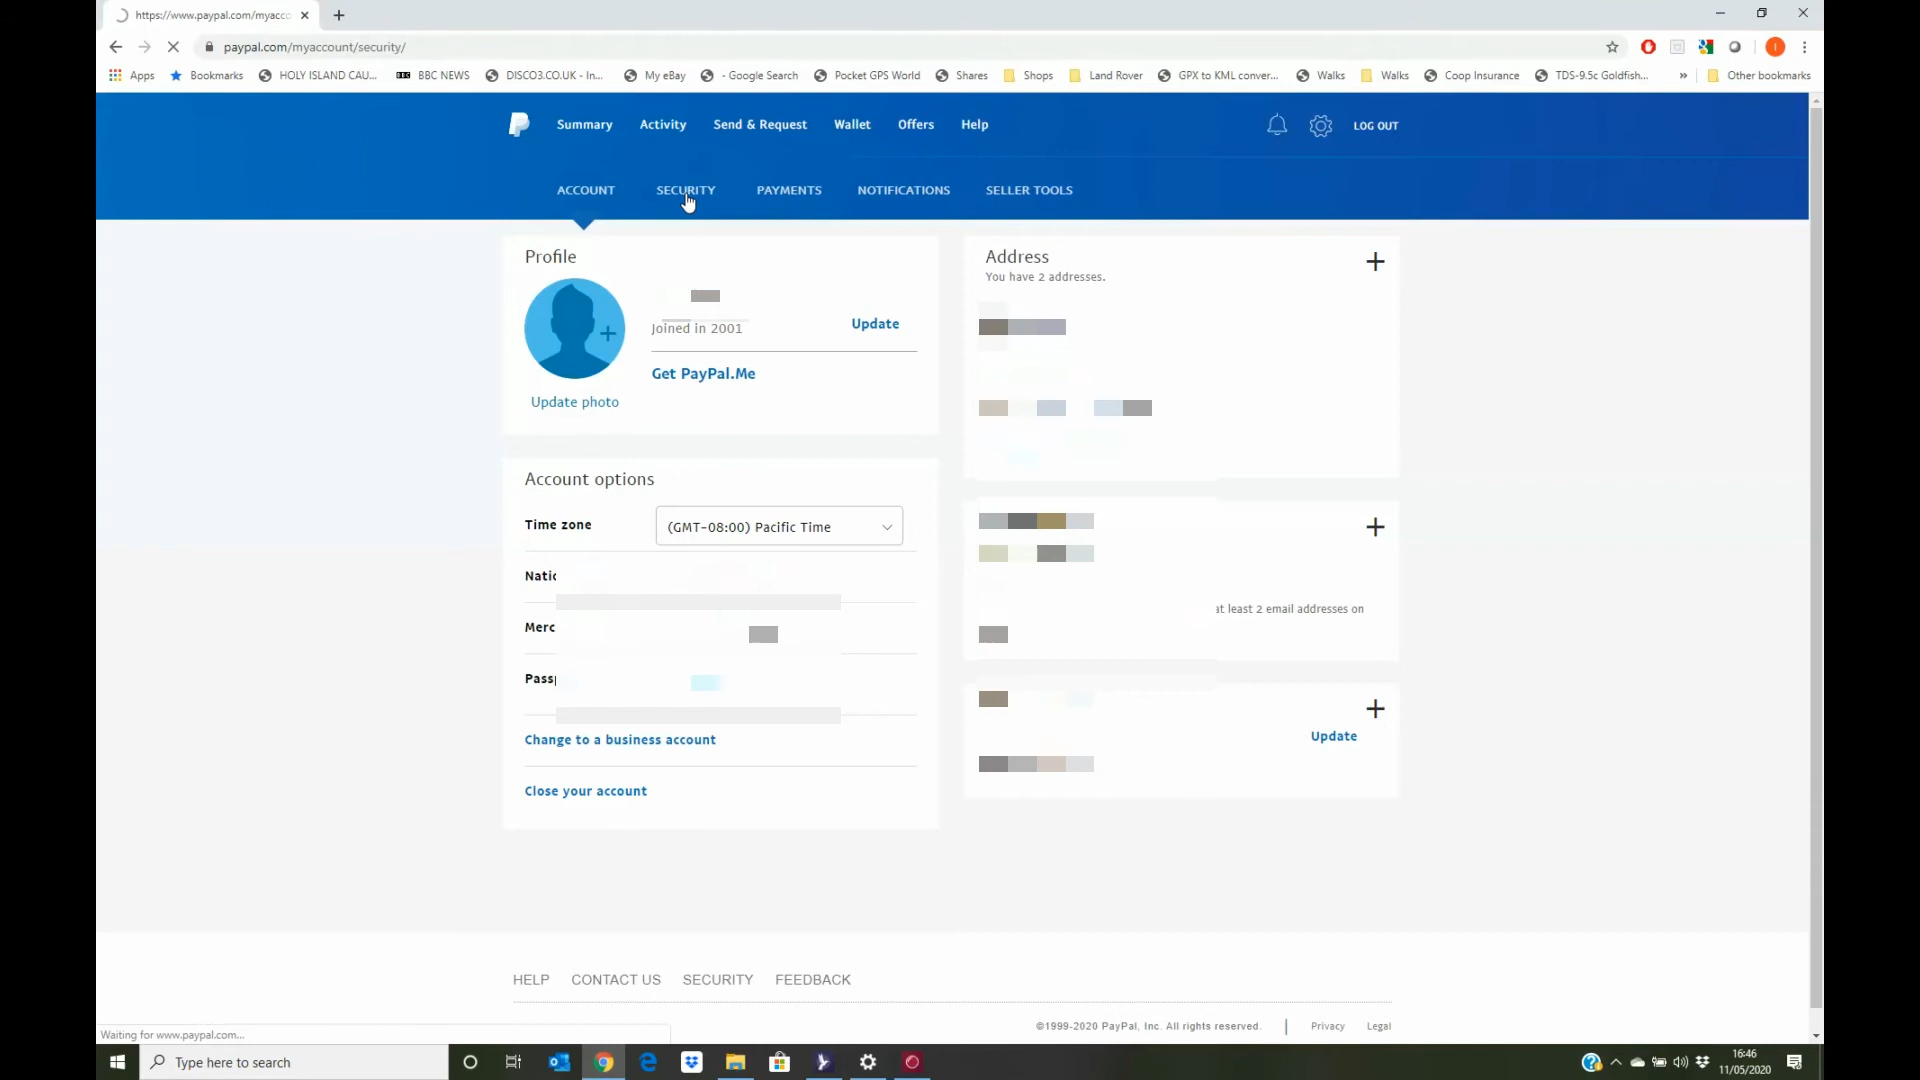 https://www.paypal.com/myacco
paypal.com/myaccount/security/
Apps Bookmarks HOLY ISLAND CAU... BBC NEWS DISCO3.CO.UK - In... My eBay - Google Search Pocket GPS World Shares Shops Land Rover GPX to KML conver... Walks Walks Coop Insurance TDS-9.5c Goldfish... » Other bookmarks
Summary Activity Send & Request Wallet Offers Help LOG OUT
ACCOUNT SECURITY PAYMENTS NOTIFICATIONS SELLER TOOLS
Profile
Joined in 2001
Update
Get PayPal.Me
Update photo
Account options
Time zone (GMT-08:00) Pacific Time
Natic
Merc
Passp
Change to a business account
Close your account
Address
You have 2 addresses.
at least 2 email addresses on
Update
HELP CONTACT US SECURITY FEEDBACK
©1999-2020 PayPal, Inc. All rights reserved. | Privacy Legal
Waiting for www.paypal.com...
Type here to search
16:46
11/05/2020